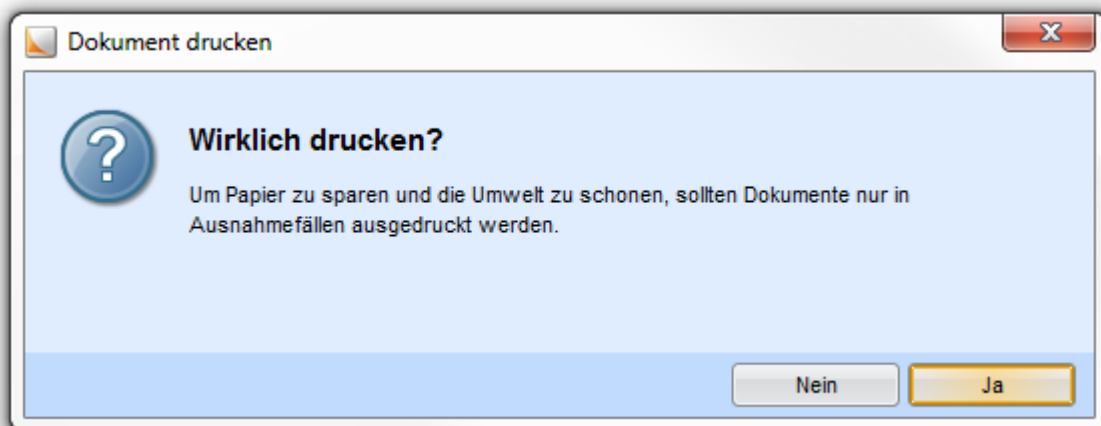 Dokument drucken
Wirklich drucken?
Um Papier zu sparen und die Umwelt zu schonen, sollten Dokumente nur in
Ausnahmefällen ausgedruckt werden.
Nein
Ja